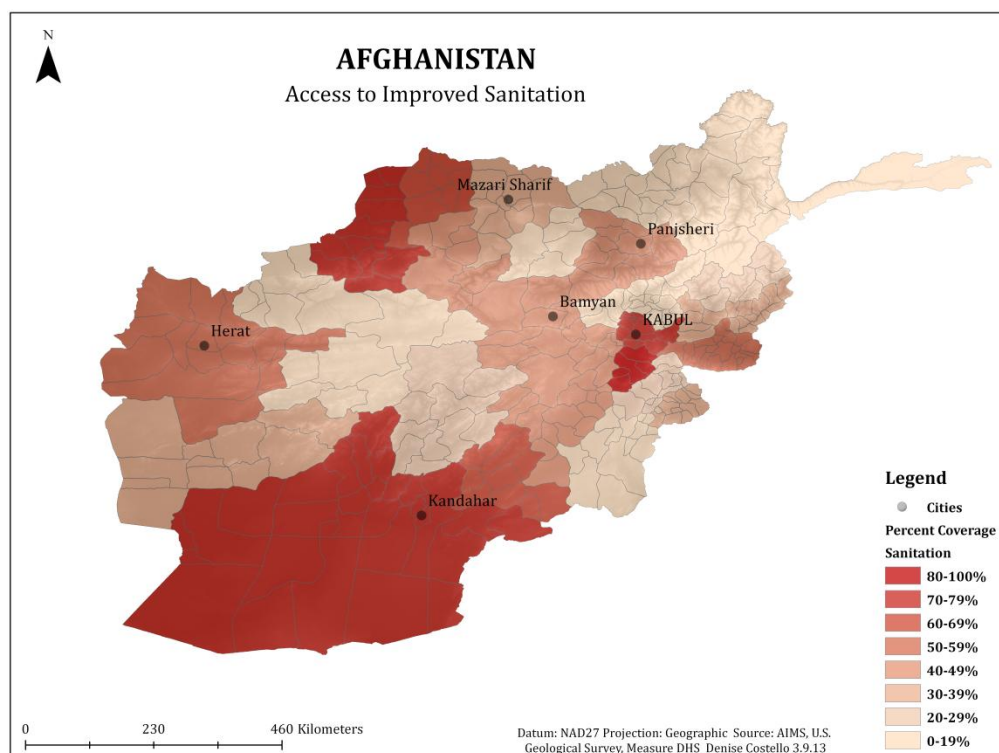 N
AFGHANISTAN
Access to Improved Sanitation
Mazari Sharif
Panjsheri
Bamyan
KABUL
Herat
Kandahar
Legend
Cities
Percent Coverage
Sanitation
80-100%
70-79%
60-69%
50-59%
40-49%
30-39%
20-29%
0-19%
0 230 460 Kilometers
Datum: NAD27 Projection: Geographic Source: AIMS, U.S.
Geological Survey, Measure DHS Denise Costello 3.9.13